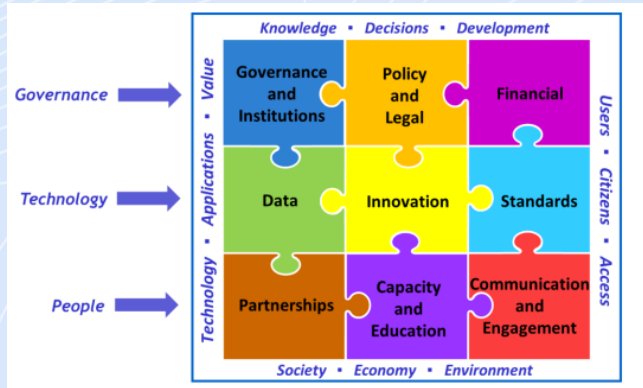 Knowledge ▪ Decisions ▪ Development
Governance
Technology
People
Technology ▪ Applications ▪ Value
Governance
and
Institutions
Policy
and
Legal
Financial
Data
Innovation
Standards
Partnerships
Capacity
and
Education
Communication
and
Engagement
Users ▪ Citizens ▪ Access
Society ▪ Economy ▪ Environment